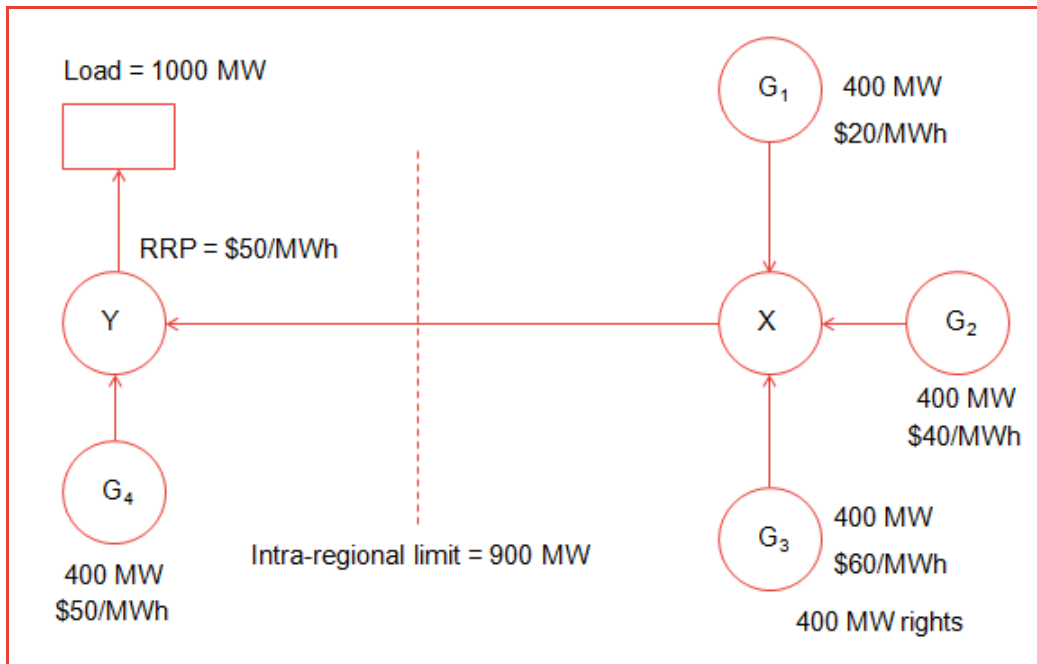 Load = 1000 MW
G₁
400 MW
$20/MWh
RRP = $50/MWh
Y
X
G₂
400 MW
$40/MWh
G₄
400 MW
$50/MWh
Intra-regional limit = 900 MW
G₃
400 MW
$60/MWh
400 MW rights